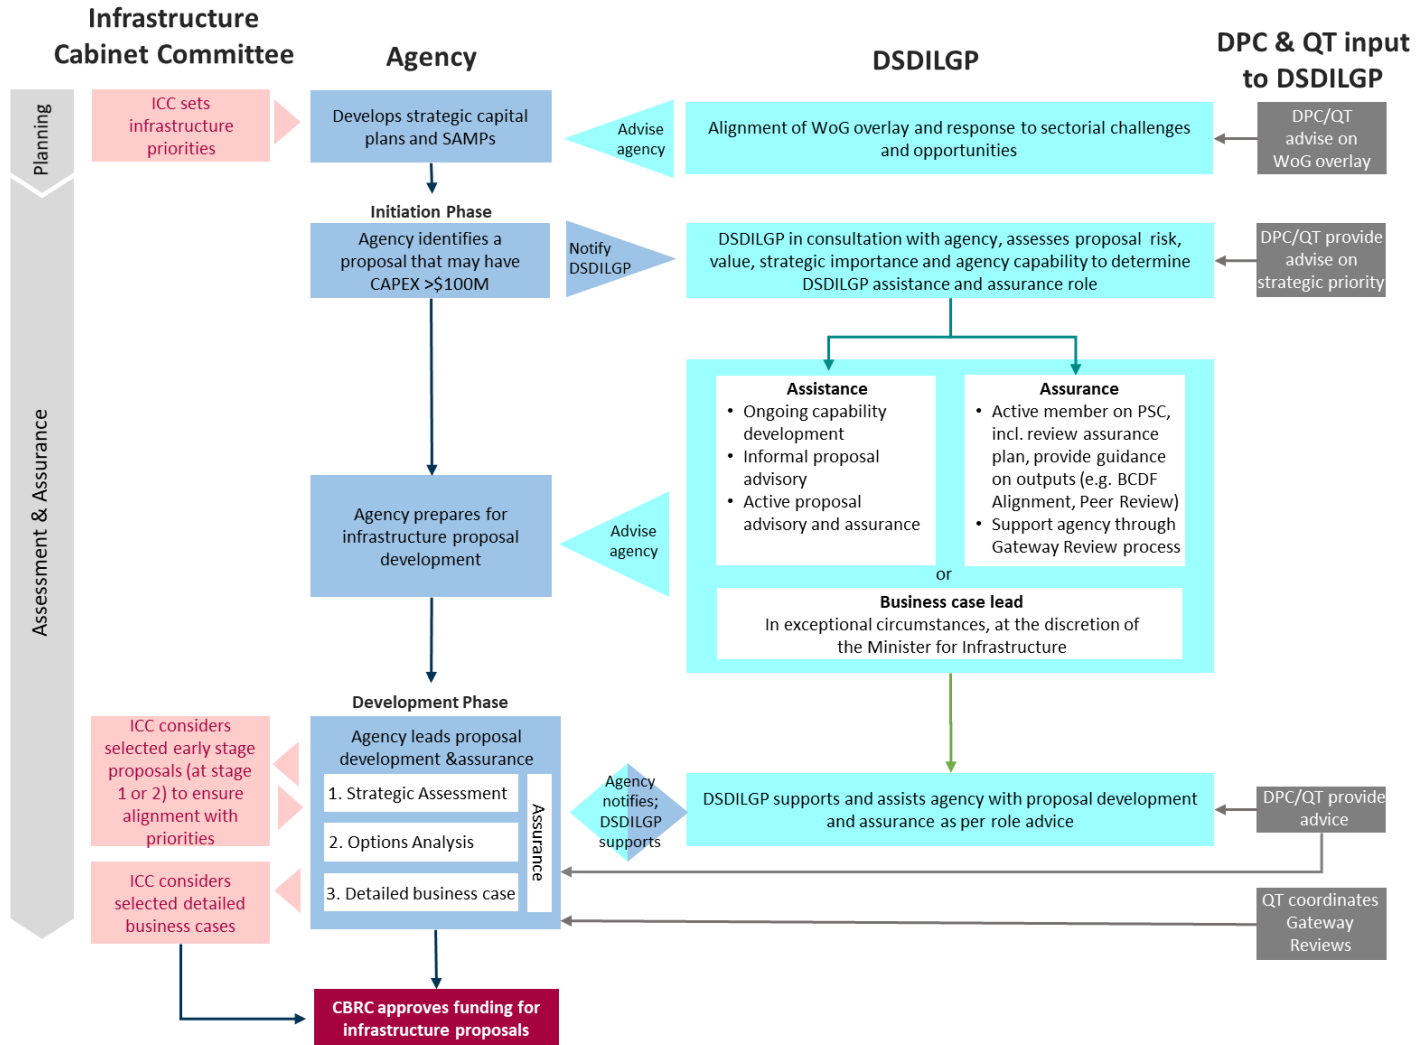 Infrastructure
Cabinet Committee
Agency
DSDILGP
DPC & QT input
to DSDILGP
Planning
ICC sets
infrastructure
priorities
Develops strategic capital
plans and SAMPs
Advise
agency
Alignment of WoG overlay and response to sectorial challenges
and opportunities
DPC/QT
advise on
WoG overlay
Assessment & Assurance
Initiation Phase
Agency identifies a
proposal that may have
CAPEX >$100M
Notify
DSDILGP
DSDILGP in consultation with agency, assesses proposal risk,
value, strategic importance and agency capability to determine
DSDILGP assistance and assurance role
DPC/QT provide
advise on
strategic priority
Assistance
• Ongoing capability
development
• Informal proposal
advisory
• Active proposal
advisory and assurance
Assurance
• Active member on PSC,
incl. review assurance
plan, provide guidance
on outputs (e.g. BCDF
Alignment, Peer Review)
• Support agency through
Gateway Review process
or
Business case lead
In exceptional circumstances, at the discretion of
the Minister for Infrastructure
Agency prepares for
infrastructure proposal
development
Advise
agency
Development Phase
ICC considers
selected early stage
proposals (at stage
1 or 2) to ensure
alignment with
priorities
Agency leads proposal
development &assurance
1. Strategic Assessment
2. Options Analysis
3. Detailed business case
Assurance
Agency
notifies;
DSDILGP
supports
DSDILGP supports and assists agency with proposal development
and assurance as per role advice
DPC/QT provide
advice
ICC considers
selected detailed
business cases
QT coordinates
Gateway
Reviews
CBRC approves funding for
infrastructure proposals